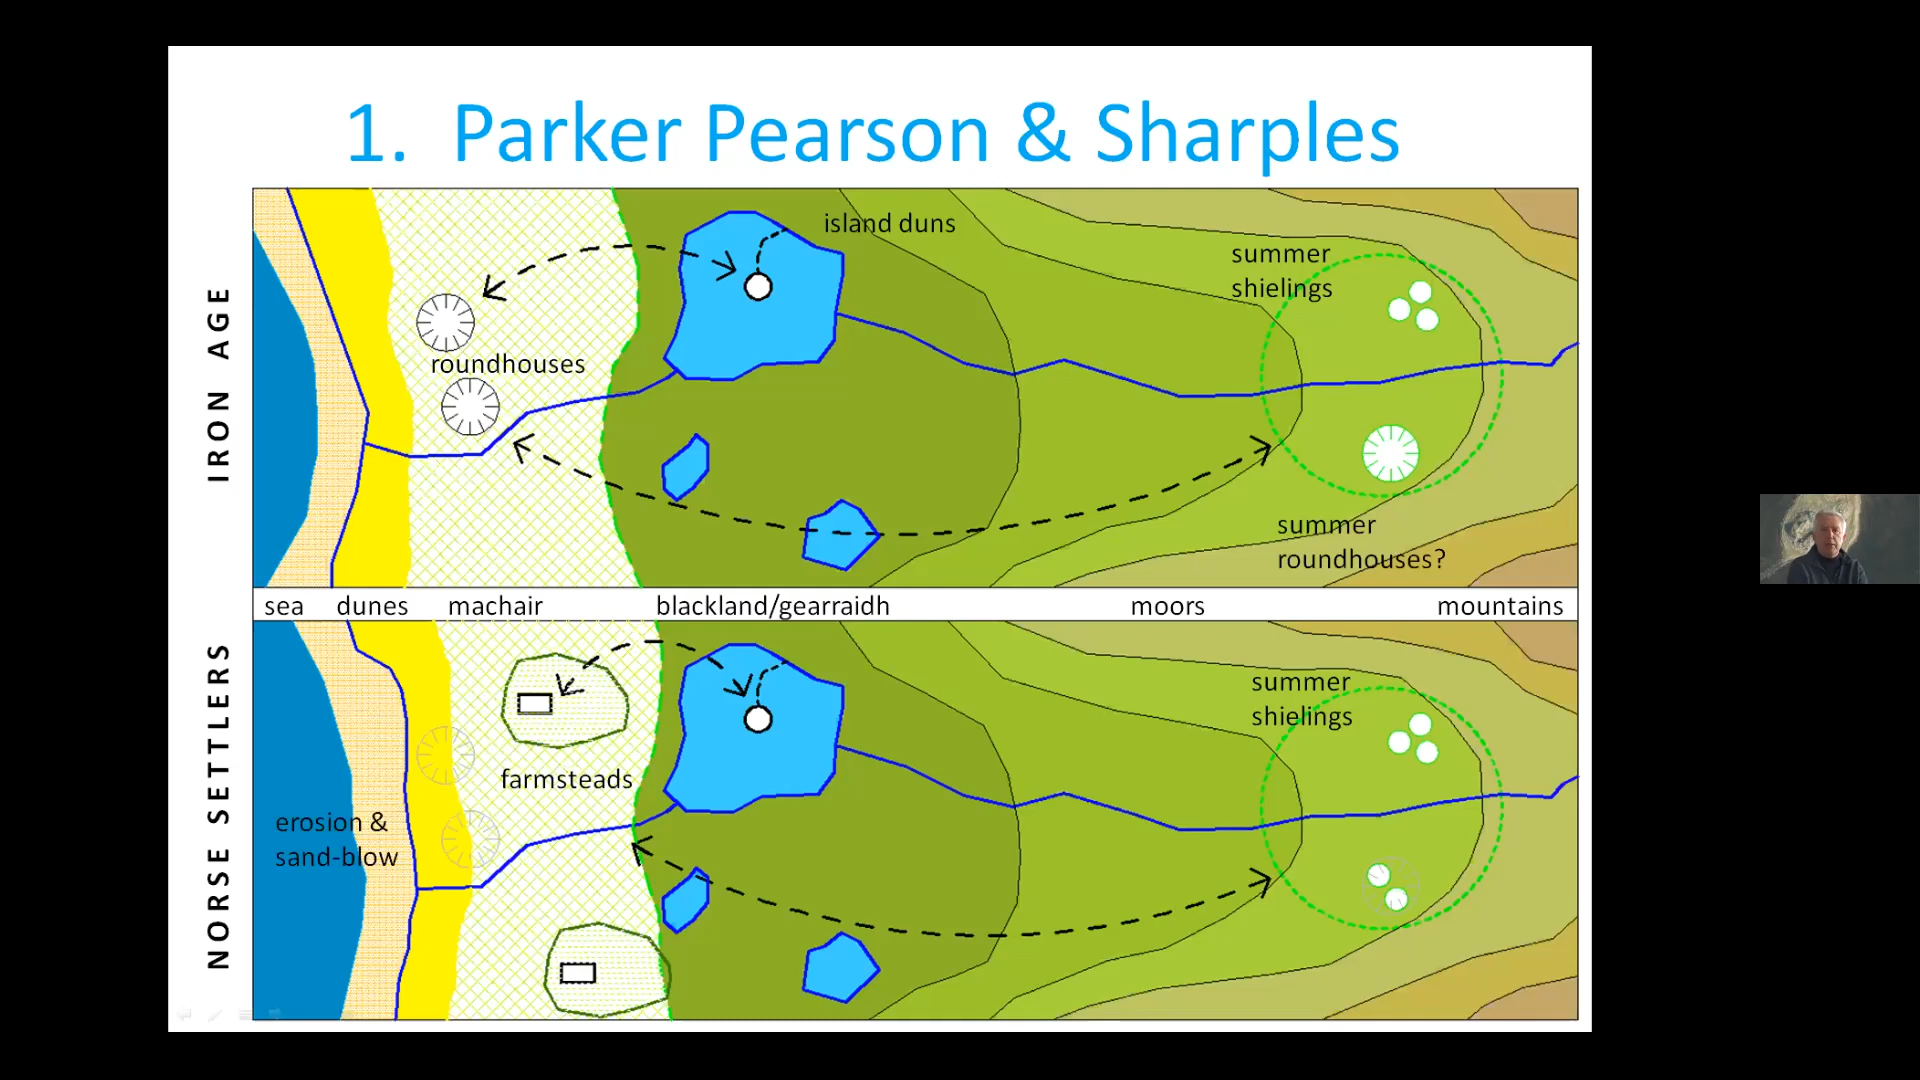 1. Parker Pearson & Sharples
IRON AGE
island duns
summer
shielings
roundhouses
summer
roundhouses?
sea dunes machair blackland/gearraidh moors mountains
NORSE SETTLERS
summer
shielings
farmsteads
erosion &
sand-blow